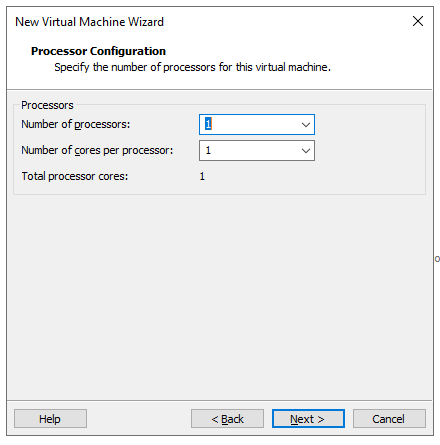 New Virtual Machine Wizard
Processor Configuration
Specify the number of processors for this virtual machine.
Processors
Number of processors: 1
Number of cores per processor: 1
Total processor cores: 1
Help < Back Next > Cancel
o